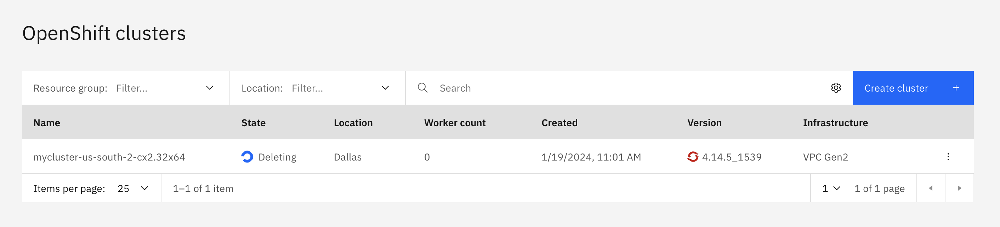 OpenShift clusters
Resource group: Filter... Location: Filter... Search Create cluster +
Name State Location Worker count Created Version Infrastructure
mycluster-us-south-2-cx2.32x64 Deleting Dallas 0 1/19/2024, 11:01 AM 4.14.5_1539 VPC Gen2
Items per page: 25 1–1 of 1 item 1 1 of 1 page